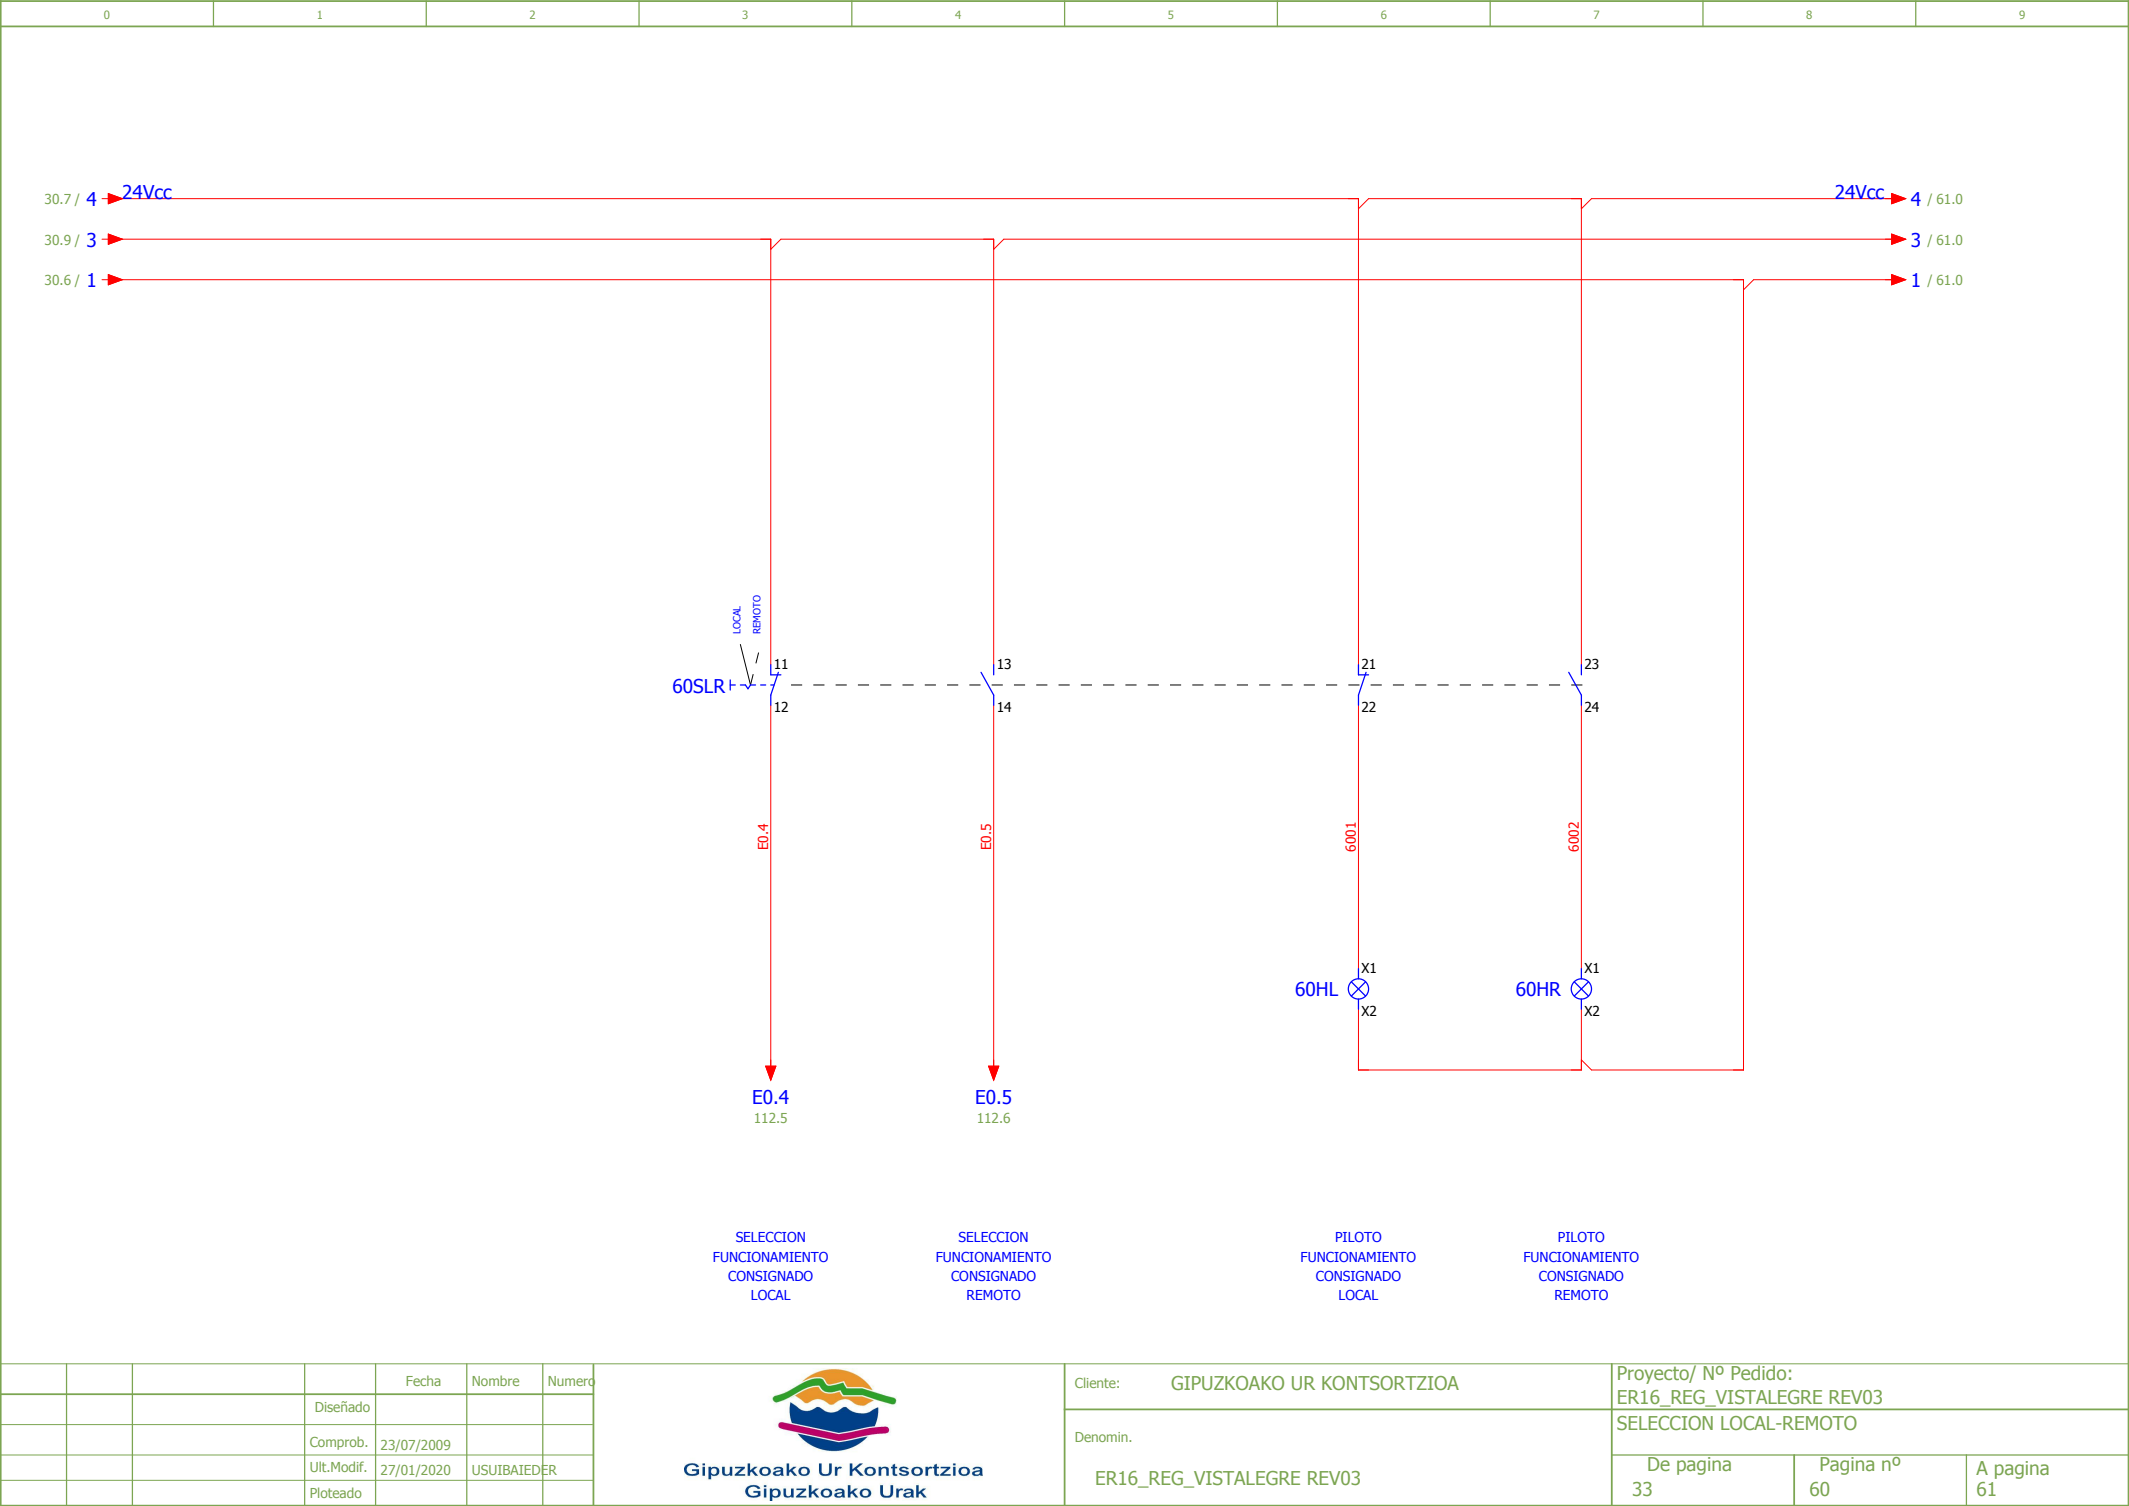 0 1 2 3 4 5 6 7 8 9
30.7 / 4 24Vcc 24Vcc 4 / 61.0
30.9 / 3 3 / 61.0
30.6 / 1 1 / 61.0
LOCAL
REMOTO
11 13 21 23
60SLR
12 14 22 24
E0.4 E0.5 6001 6002
X1 X1
60HL 60HR
X2 X2
E0.4 E0.5
112.5 112.6
SELECCION
FUNCIONAMIENTO
CONSIGNADO
LOCAL
SELECCION
FUNCIONAMIENTO
CONSIGNADO
REMOTO
PILOTO
FUNCIONAMIENTO
CONSIGNADO
LOCAL
PILOTO
FUNCIONAMIENTO
CONSIGNADO
REMOTO
Fecha Nombre Numero
Diseñado
Comprob. 23/07/2009
Ult.Modif. 27/01/2020 USUIBAIEDER
Ploteado
Gipuzkoako Ur Kontsortzioa
Gipuzkoako Urak
Cliente: GIPUZKOAKO UR KONTSORTZIOA
Denomin.
ER16_REG_VISTALEGRE REV03
Proyecto/ Nº Pedido:
ER16_REG_VISTALEGRE REV03
SELECCION LOCAL-REMOTO
De pagina Pagina nº A pagina
33 60 61